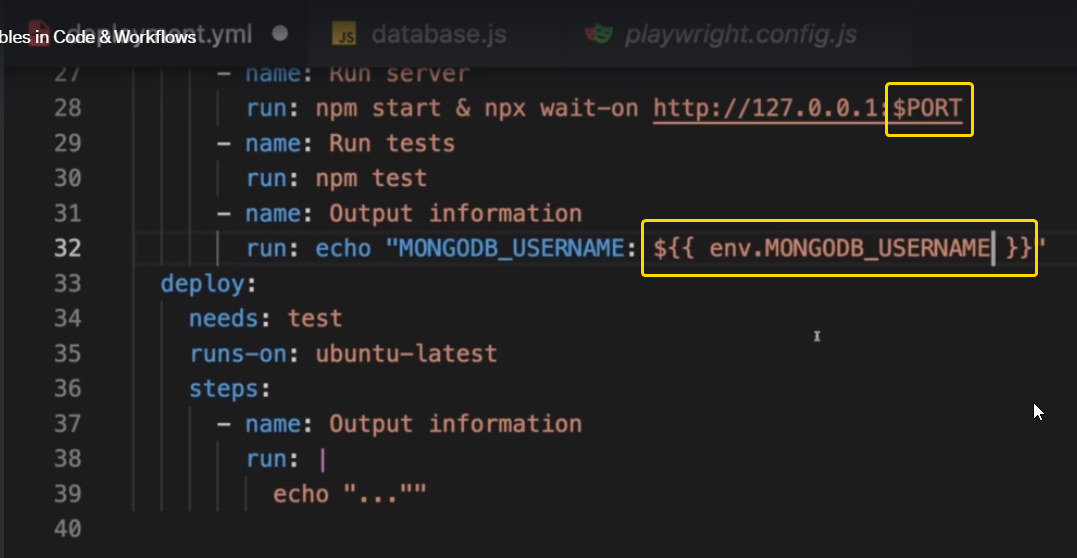 bles in Code & Workflows
deployment.yml database.js playwright.config.js
27 - name: Run server
28 run: npm start & npx wait-on http://127.0.0.1:$PORT
29 - name: Run tests
30 run: npm test
31 - name: Output information
32 run: echo "MONGODB_USERNAME: ${{ env.MONGODB_USERNAME }}"
33 deploy:
34 needs: test
35 runs-on: ubuntu-latest
36 steps:
37 - name: Output information
38 run: |
39 echo "...""
40